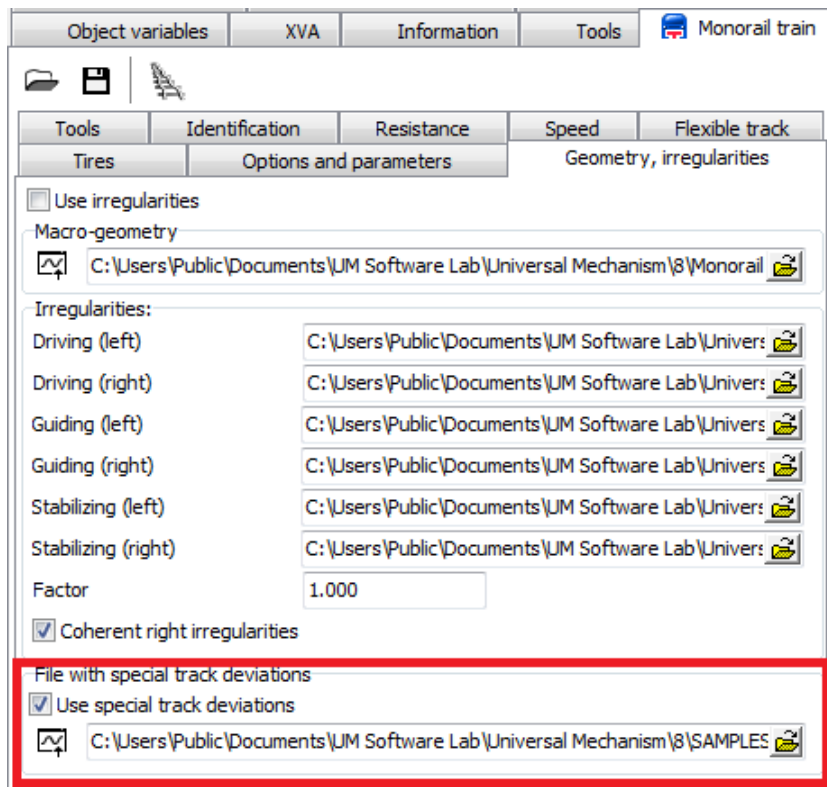 Object variables XVA Information Tools Monorail train
Tools Identification Resistance Speed Flexible track
Tires Options and parameters Geometry, irregularities
Use irregularities
Macro-geometry
C:\Users\Public\Documents\UM Software Lab\Universal Mechanism\8\Monorail
Irregularities:
Driving (left) C:\Users\Public\Documents\UM Software Lab\Univers
Driving (right) C:\Users\Public\Documents\UM Software Lab\Univers
Guiding (left) C:\Users\Public\Documents\UM Software Lab\Univers
Guiding (right) C:\Users\Public\Documents\UM Software Lab\Univers
Stabilizing (left) C:\Users\Public\Documents\UM Software Lab\Univers
Stabilizing (right) C:\Users\Public\Documents\UM Software Lab\Univers
Factor 1.000
Coherent right irregularities
File with special track deviations
Use special track deviations
C:\Users\Public\Documents\UM Software Lab\Universal Mechanism\8\SAMPLES